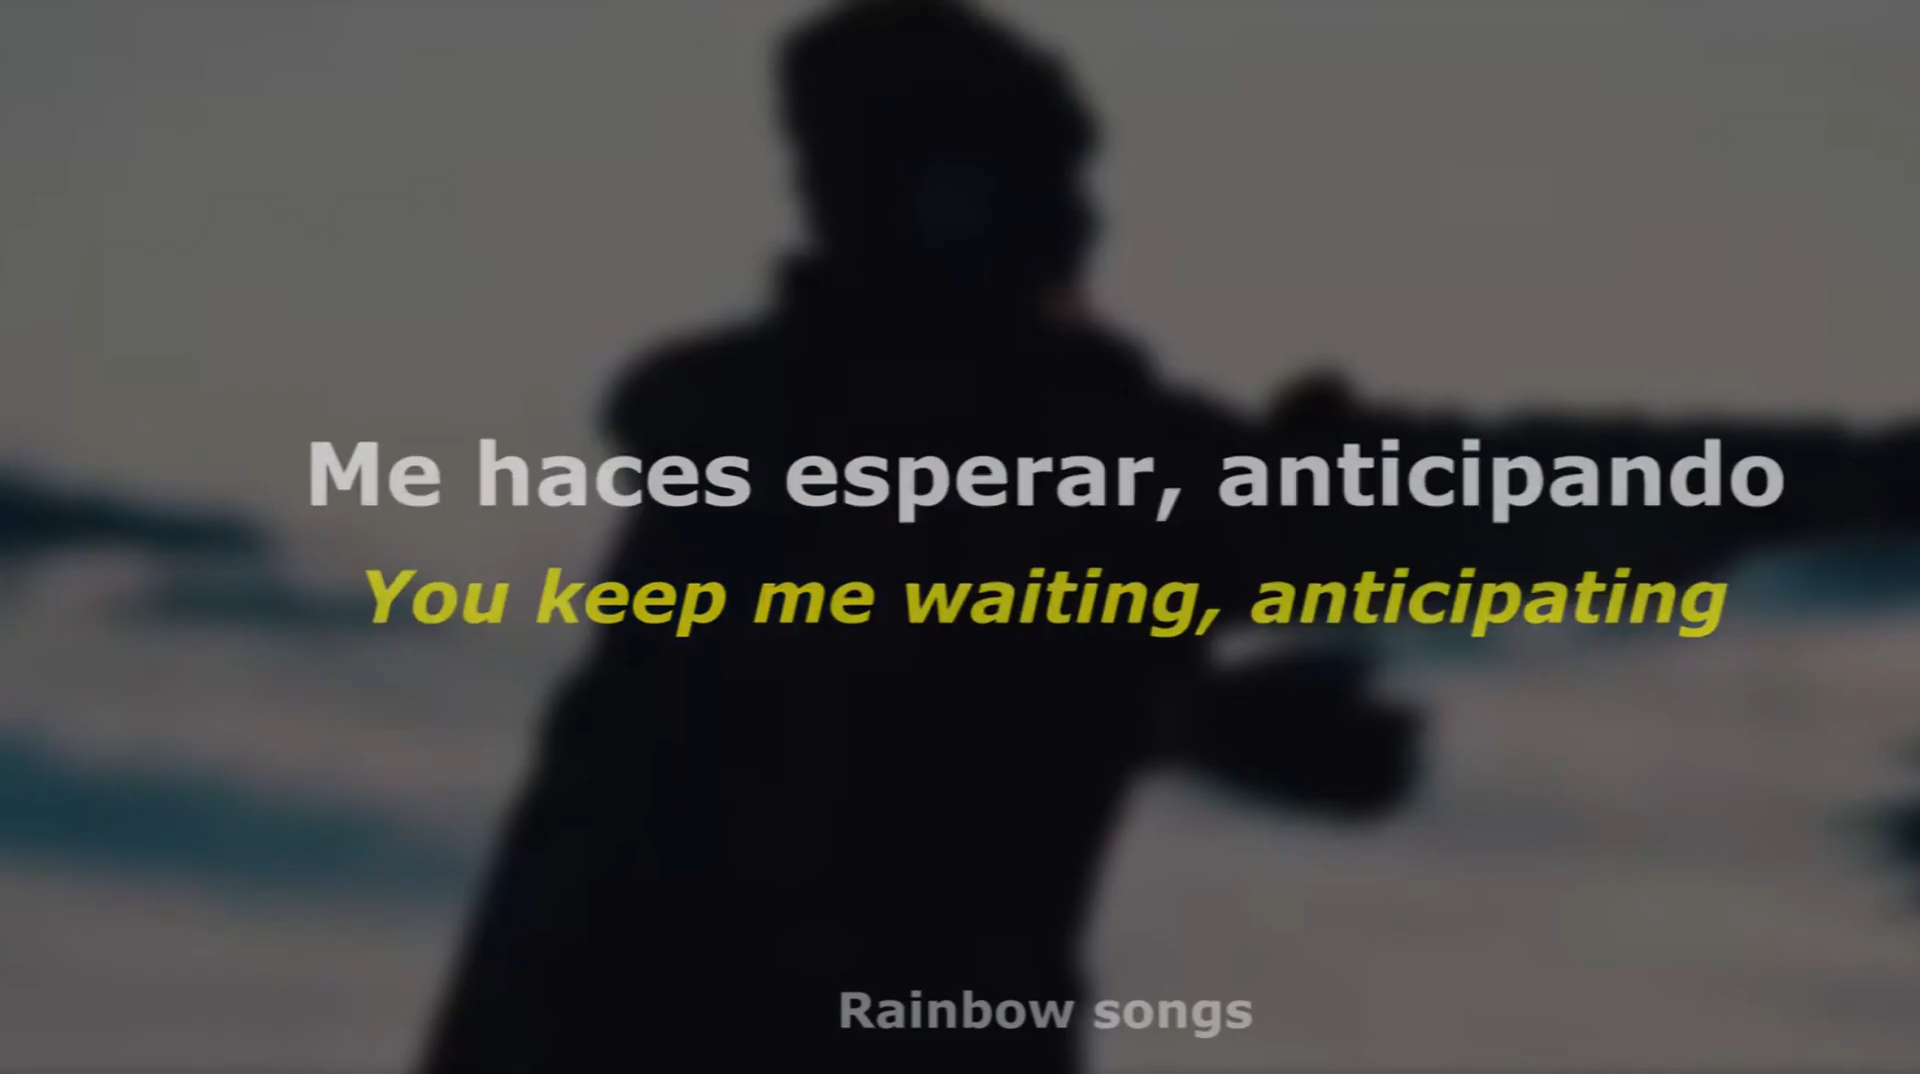 Me haces esperar, anticipando
You keep me waiting, anticipating
Rainbow songs